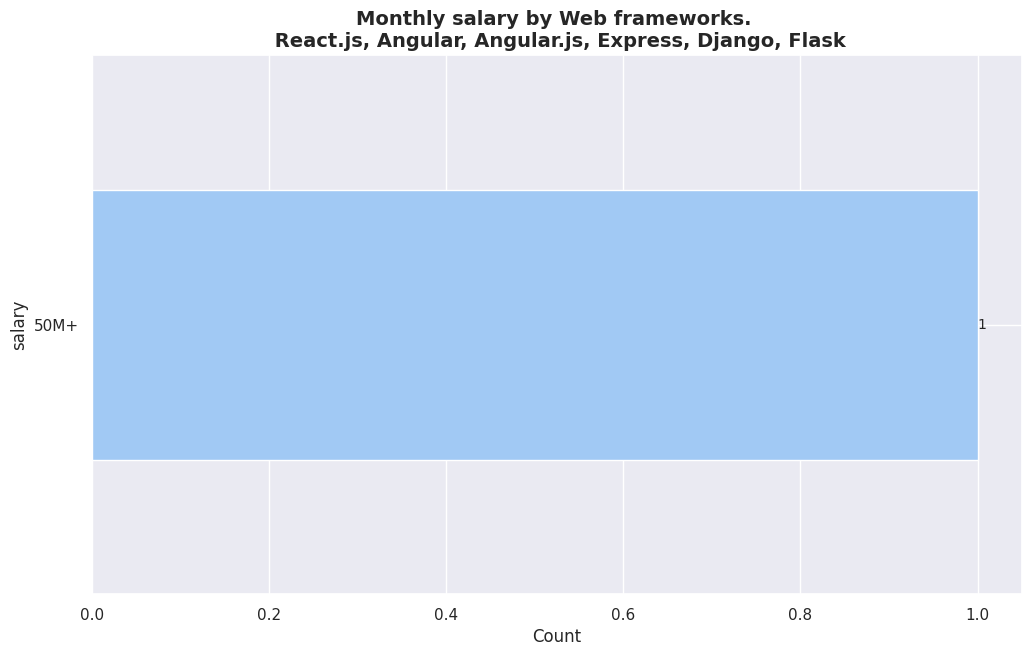 Monthly salary by Web frameworks.
React.js, Angular, Angular.js, Express, Django, Flask
salary
50M+
1
0.0 0.2 0.4 0.6 0.8 1.0
Count